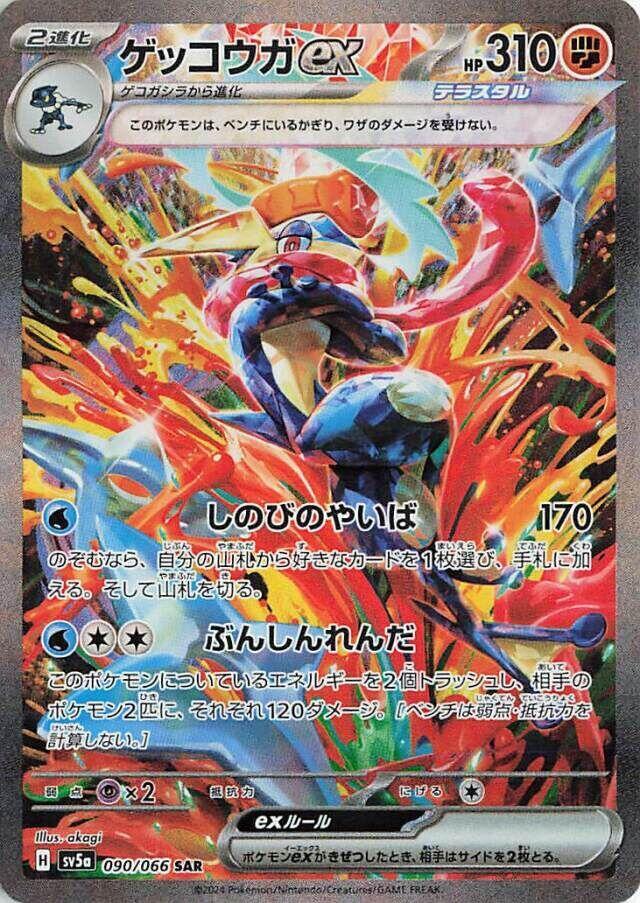 2進化 ゲッコウガex HP310
ゲコガシラから進化 テラスタル
このポケモンは、ベンチにいるかぎり、ワザのダメージを受けない。
しのびのやいば 170
のぞむなら、自分の山札から好きなカードを1枚選び、手札に加
える。そして山札を切る。
ぶんしんれんだ
このポケモンについているエネルギーを2個トラッシュし、相手の
ポケモン2匹に、それぞれ120ダメージ。[ベンチは弱点・抵抗力を
計算しない。]
弱点 ×2 抵抗力 にげる
exルール
ポケモンexがきぜつしたとき、相手はサイドを2枚とる。
Illus. akagi
H sv5a 090/066 SAR
©2024 Pokémon/Nintendo/Creatures/GAME FREAK.